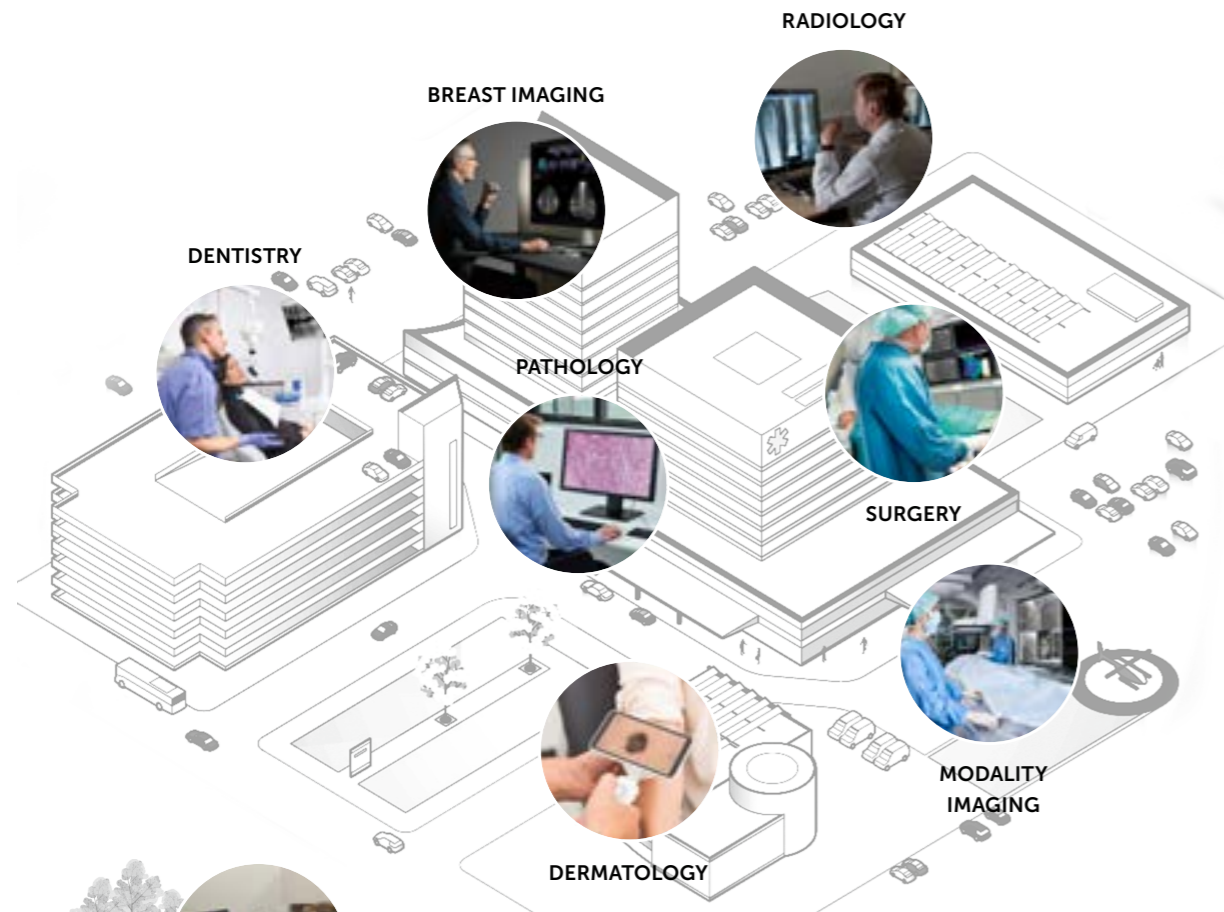 RADIOLOGY
BREAST IMAGING
DENTISTRY
PATHOLOGY
SURGERY
MODALITY
IMAGING
DERMATOLOGY